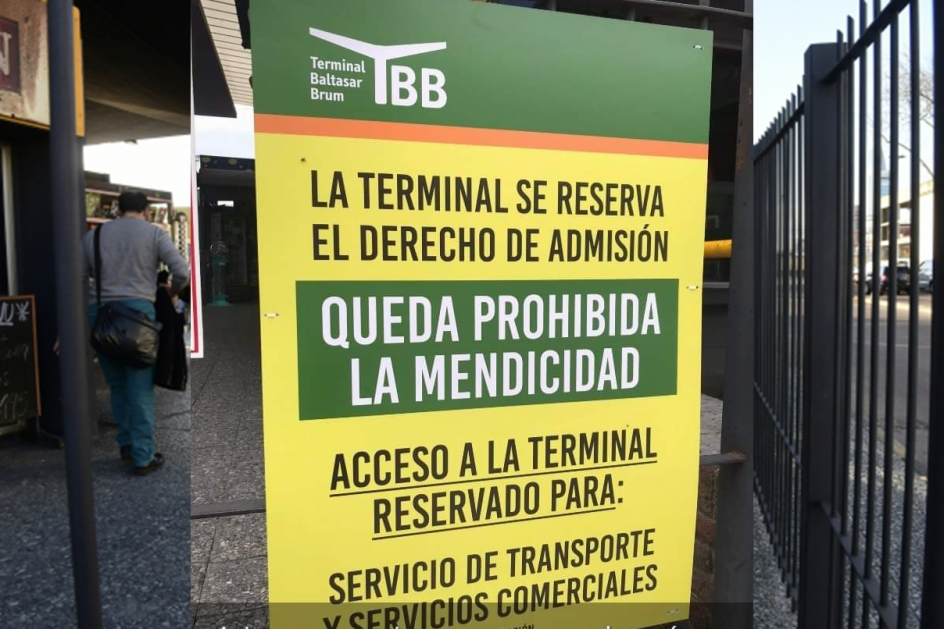 Terminal
Baltasar
Brum
TBB
LA TERMINAL SE RESERVA
EL DERECHO DE ADMISIÓN
QUEDA PROHIBIDA
LA MENDICIDAD
ACCESO A LA TERMINAL
RESERVADO PARA:
SERVICIO DE TRANSPORTE
Y SERVICIOS COMERCIALES